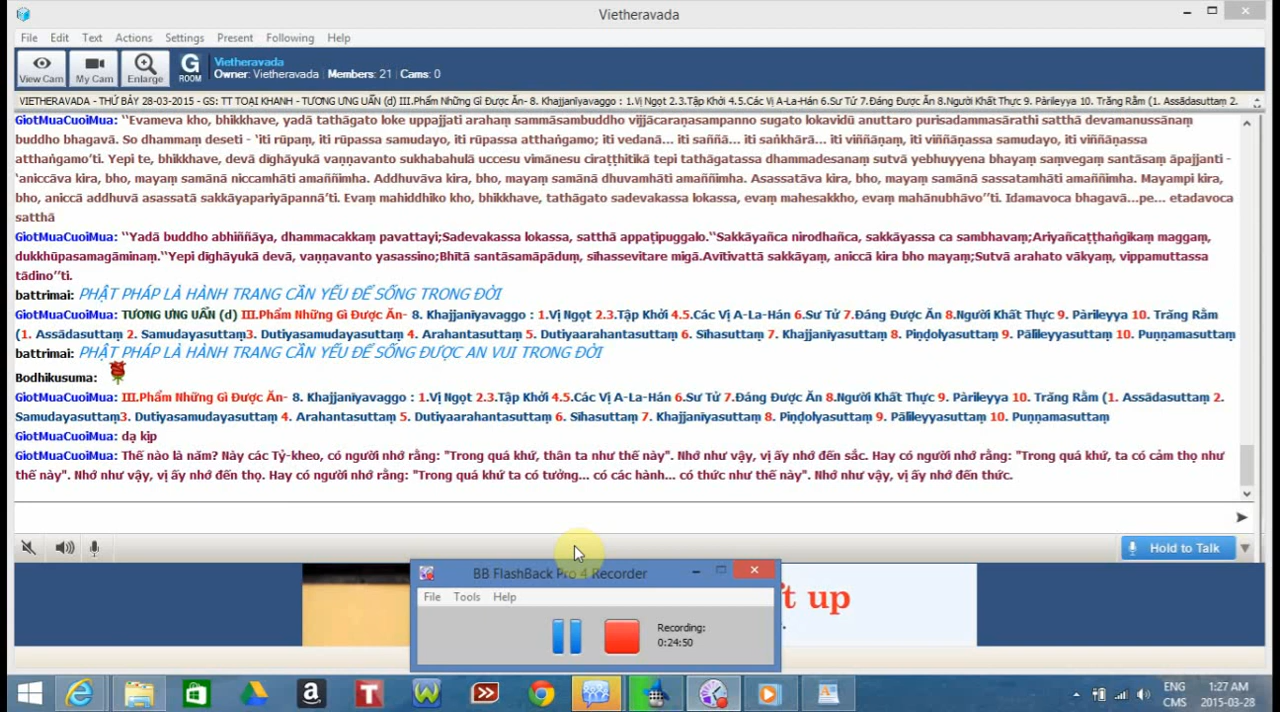 Vietheravada
File Edit Text Actions Settings Present Following Help
View Cam My Cam Enlarge G ROOM Vietheravada
Owner: Vietheravada Members: 21 Cams: 0
VIETHERAVADA - THỨ BẢY 28-03-2015 - GS: TT TOẠI KHANH - TƯƠNG ƯNG UẨN (d) III.Phẩm Những Gì Được Ăn- 8. Khajjanīyavaggo : 1.Vị Ngọt 2.3.Tập Khởi 4.5.Các Vị A-La-Hán 6.Sư Tử 7.Đáng Được Ăn 8.Người Khất Thực 9. Pàrileyya 10. Trăng Rằm (1. Assādasuttaṃ 2.
GiotMuaCuoiMua: ‘‘Evameva kho, bhikkhave, yadā tathāgato loke uppajjati arahaṃ sammāsambuddho vijjācaraṇasampanno sugato lokavidū anuttaro purisadammasārathi satthā devamanussānaṃ
buddho bhagavā. So dhammaṃ deseti - ‘iti rūpaṃ, iti rūpassa samudayo, iti rūpassa atthaṅgamo; iti vedanā... iti saññā... iti saṅkhārā... iti viññāṇaṃ, iti viññāṇassa samudayo, iti viññāṇassa
atthaṅgamo’ti. Yepi te, bhikkhave, devā dīghāyukā vaṇṇavanto sukhabahulā uccesu vimānesu ciraṭṭhitikā tepi tathāgatassa dhammadesanaṃ sutvā yebhuyyena bhayaṃ saṃvegaṃ santāsaṃ āpajjanti -
‘aniccāva kira, bho, mayaṃ samānā niccamhāti amaññimha. Addhuvāva kira, bho, mayaṃ samānā dhuvamhāti amaññimha. Asassatāva kira, bho, mayaṃ samānā sassatamhāti amaññimha. Mayampi kira,
bho, aniccā addhuvā asassatā sakkāyapariyāpannā’ti. Evaṃ mahiddhiko kho, bhikkhave, tathāgato sadevakassa lokassa, evaṃ mahesakkho, evaṃ mahānubhāvo’’ti. Idamavoca bhagavā...pe... etadavoca
satthā
GiotMuaCuoiMua: ‘‘Yadā buddho abhiññāya, dhammacakkaṃ pavattayi;Sadevakassa lokassa, satthā appaṭipuggalo.‘‘Sakkāyañca nirodhañca, sakkāyassa ca sambhavaṃ;Ariyañcaṭṭhaṅgikaṃ maggaṃ,
dukkhūpasamagāminaṃ.‘‘Yepi dīghāyukā devā, vaṇṇavanto yasassino;Bhītā santāsamāpāduṃ, sīhassevitare migā.Avītivattā sakkāyaṃ, aniccā kira bho mayaṃ;Sutvā arahato vākyaṃ, vippamuttassa
tādino’’ti.
battrimai: PHẬT PHÁP LÀ HÀNH TRANG CẦN YẾU ĐỂ SỐNG TRONG ĐỜI
GiotMuaCuoiMua: TƯƠNG ƯNG UẨN (d) III.Phẩm Những Gì Được Ăn- 8. Khajjanīyavaggo : 1.Vị Ngọt 2.3.Tập Khởi 4.5.Các Vị A-La-Hán 6.Sư Tử 7.Đáng Được Ăn 8.Người Khất Thực 9. Pàrileyya 10. Trăng Rằm
(1. Assādasuttaṃ 2. Samudayasuttaṃ3. Dutiyasamudayasuttaṃ 4. Arahantasuttaṃ 5. Dutiyaarahantasuttaṃ 6. Sīhasuttaṃ 7. Khajjanīyasuttaṃ 8. Piṇḍolyasuttaṃ 9. Pālileyyasuttaṃ 10. Puṇṇamasuttaṃ
battrimai: PHẬT PHÁP LÀ HÀNH TRANG CẦN YẾU ĐỂ SỐNG ĐƯỢC AN VUI TRONG ĐỜI
Bodhikusuma:
GiotMuaCuoiMua: III.Phẩm Những Gì Được Ăn- 8. Khajjanīyavaggo : 1.Vị Ngọt 2.3.Tập Khởi 4.5.Các Vị A-La-Hán 6.Sư Tử 7.Đáng Được Ăn 8.Người Khất Thực 9. Pàrileyya 10. Trăng Rằm (1. Assādasuttaṃ 2.
Samudayasuttaṃ3. Dutiyasamudayasuttaṃ 4. Arahantasuttaṃ 5. Dutiyaarahantasuttaṃ 6. Sīhasuttaṃ 7. Khajjanīyasuttaṃ 8. Piṇḍolyasuttaṃ 9. Pālileyyasuttaṃ 10. Puṇṇamasuttaṃ
GiotMuaCuoiMua: dạ kịp
GiotMuaCuoiMua: Thế nào là năm? Này các Tỷ-kheo, có người nhớ rằng: "Trong quá khứ, thân ta như thế này". Nhớ như vậy, vị ấy nhớ đến sắc. Hay có người nhớ rằng: "Trong quá khứ, ta có cảm thọ như
thế này". Nhớ như vậy, vị ấy nhớ đến thọ. Hay có người nhớ rằng: "Trong quá khứ ta có tưởng... có các hành... có thức như thế này". Nhớ như vậy, vị ấy nhớ đến thức.
Hold to Talk
BB FlashBack Pro 4 Recorder
File Tools Help
't up
Recording:
0:24:50
ENG 1:27 AM
CMS 2015-03-28